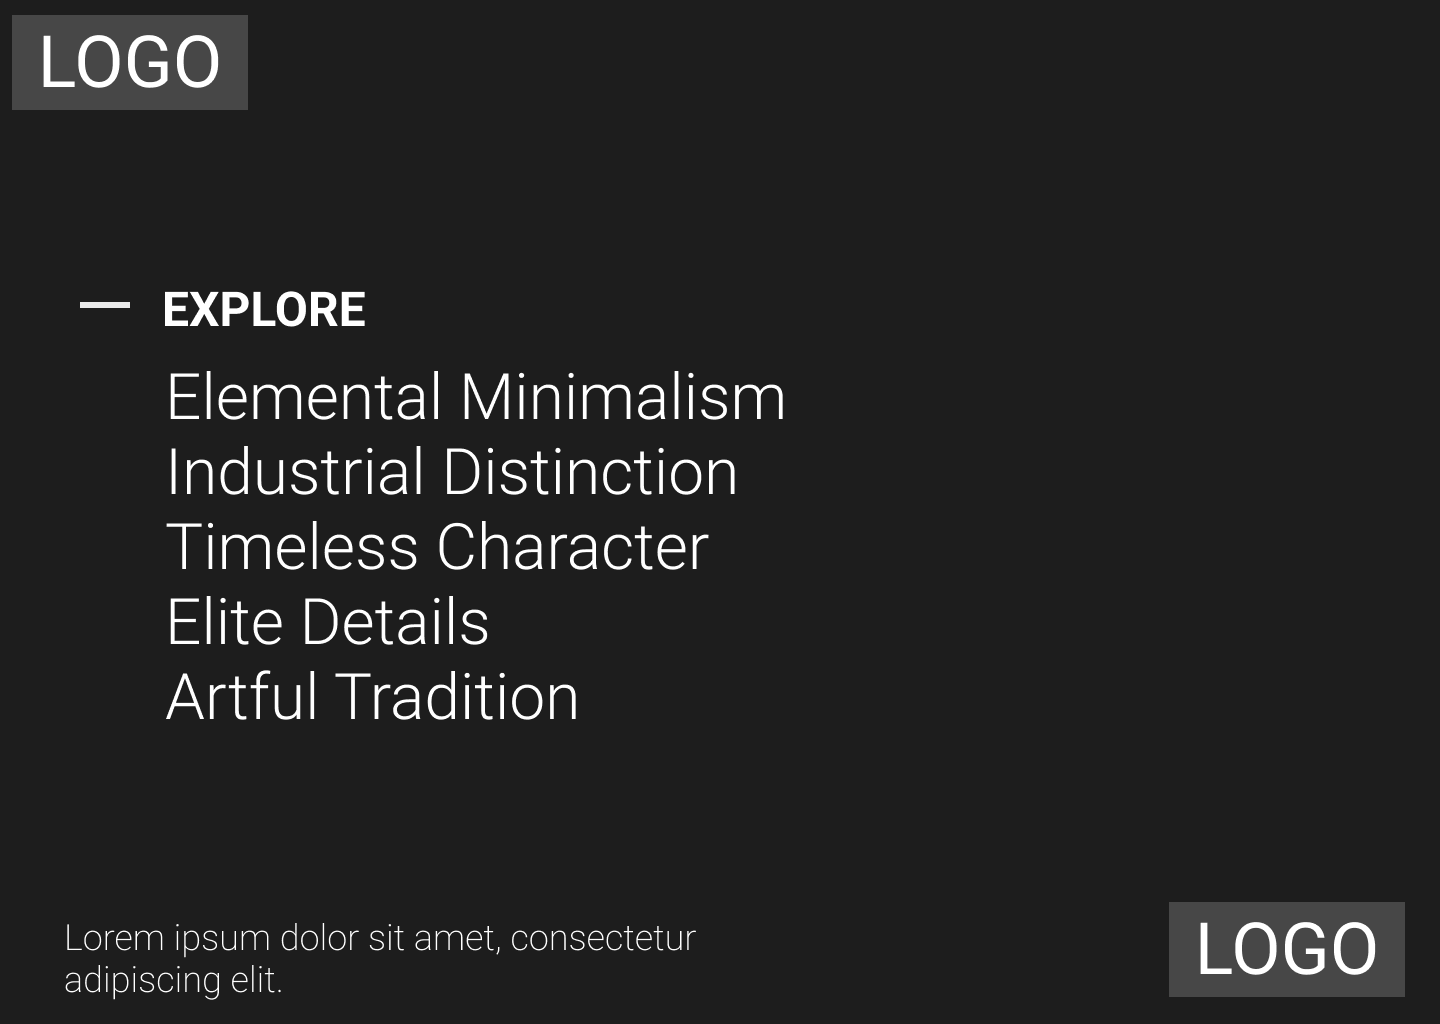 LOGO
EXPLORE
Elemental Minimalism
Industrial Distinction
Timeless Character
Elite Details
Artful Tradition
Lorem ipsum dolor sit amet, consectetur
adipiscing elit.
LOGO